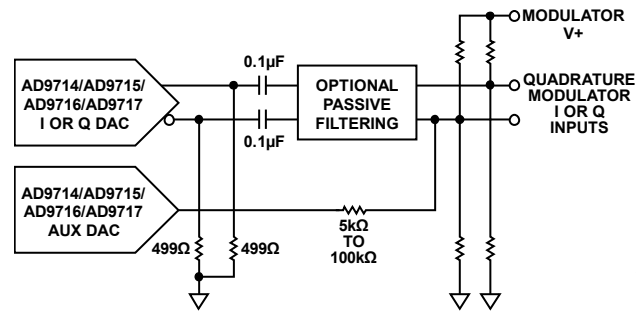 AD9714/AD9715/
AD9716/AD9717
I OR Q DAC
0.1µF
0.1µF
OPTIONAL
PASSIVE
FILTERING
MODULATOR
V+
QUADRATURE
MODULATOR
I OR Q
INPUTS
AD9714/AD9715/
AD9716/AD9717
AUX DAC
499Ω
499Ω
5kΩ
TO
100kΩ